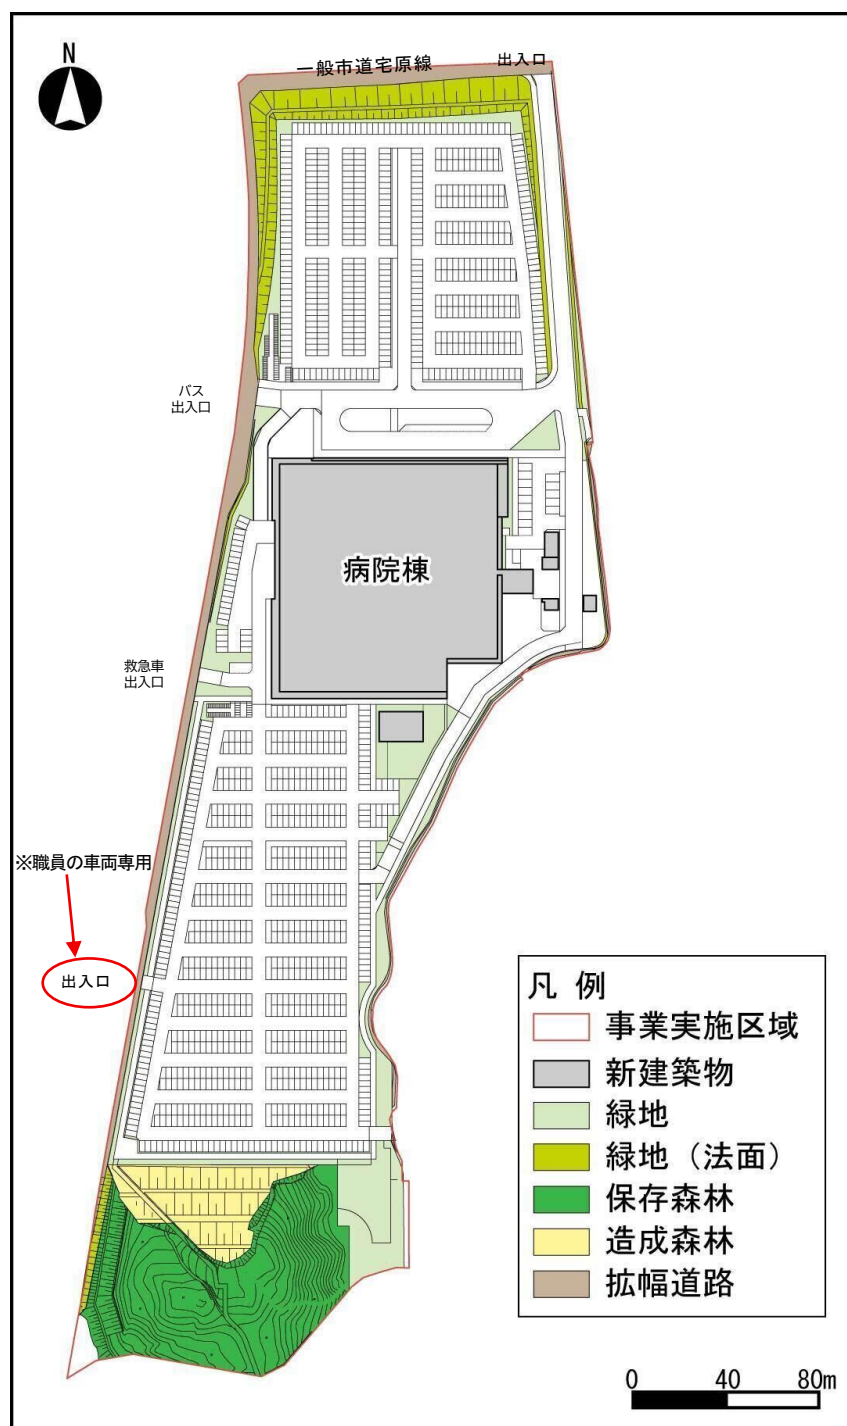 N
一般市道宅原線
出入口
バス
出入口
病院棟
救急車
出入口
※職員の車両専用
出入口
凡 例
事業実施区域
新建築物
緑地
緑地（法面）
保存森林
造成森林
拡幅道路
0 40 80m